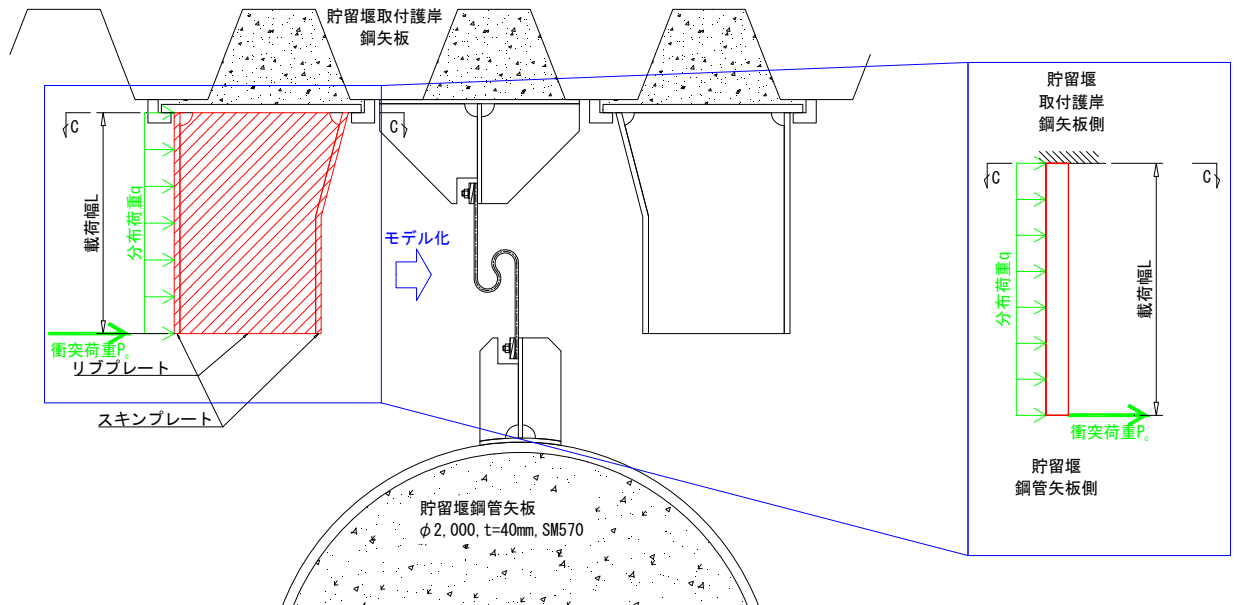 貯留堰取付護岸
鋼矢板
C
C
載荷幅L
分布荷重q
衝突荷重Pc
リブプレート
スキンプレート
モデル化
貯留堰鋼管矢板
φ2,000, t=40mm, SM570
貯留堰
取付護岸
鋼矢板側
C
C
分布荷重q
載荷幅L
衝突荷重Pc
貯留堰
鋼管矢板側